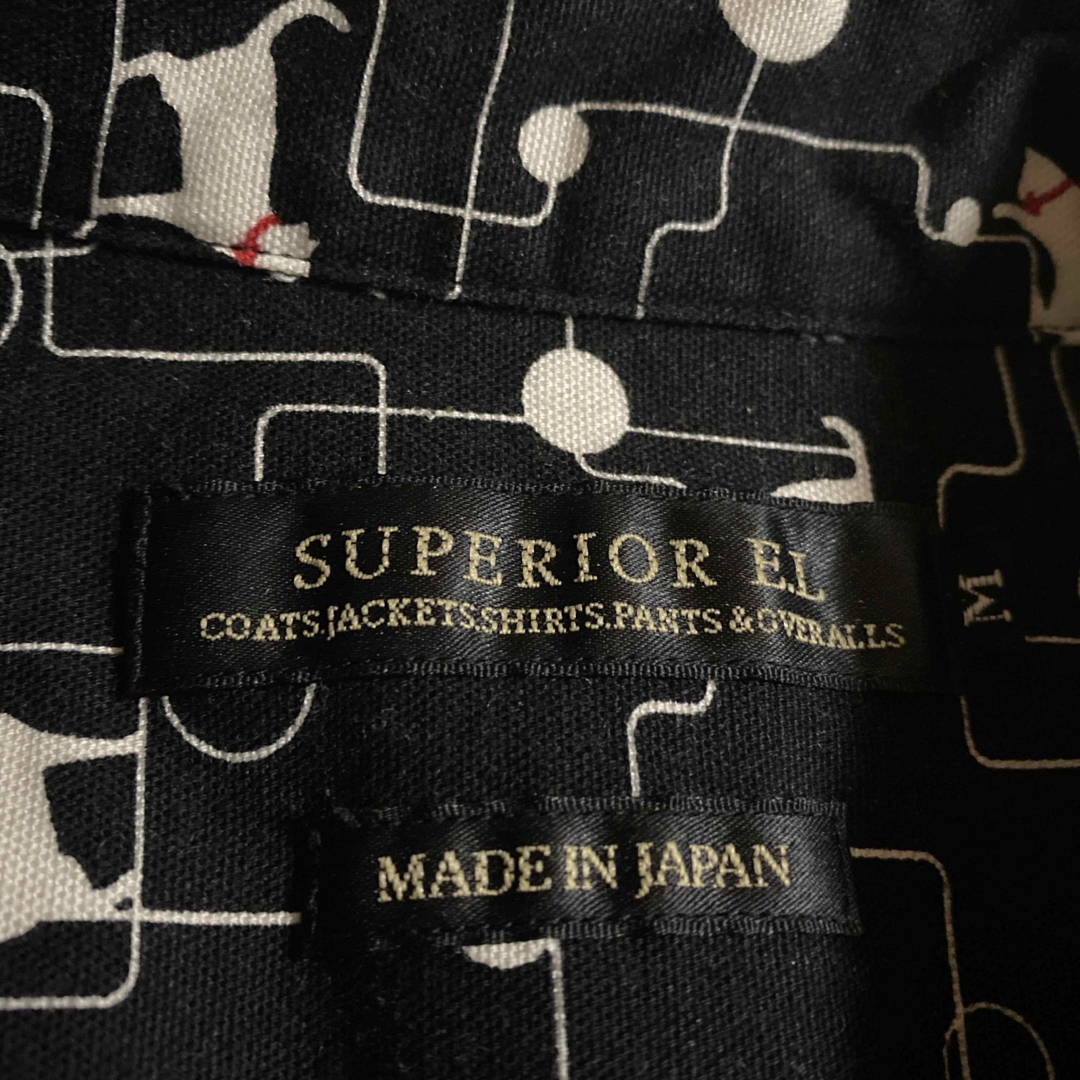 SUPERIOR E.L
COATS.JACKETS.SHIRTS.PANTS & OVERALLS
M
MADE IN JAPAN